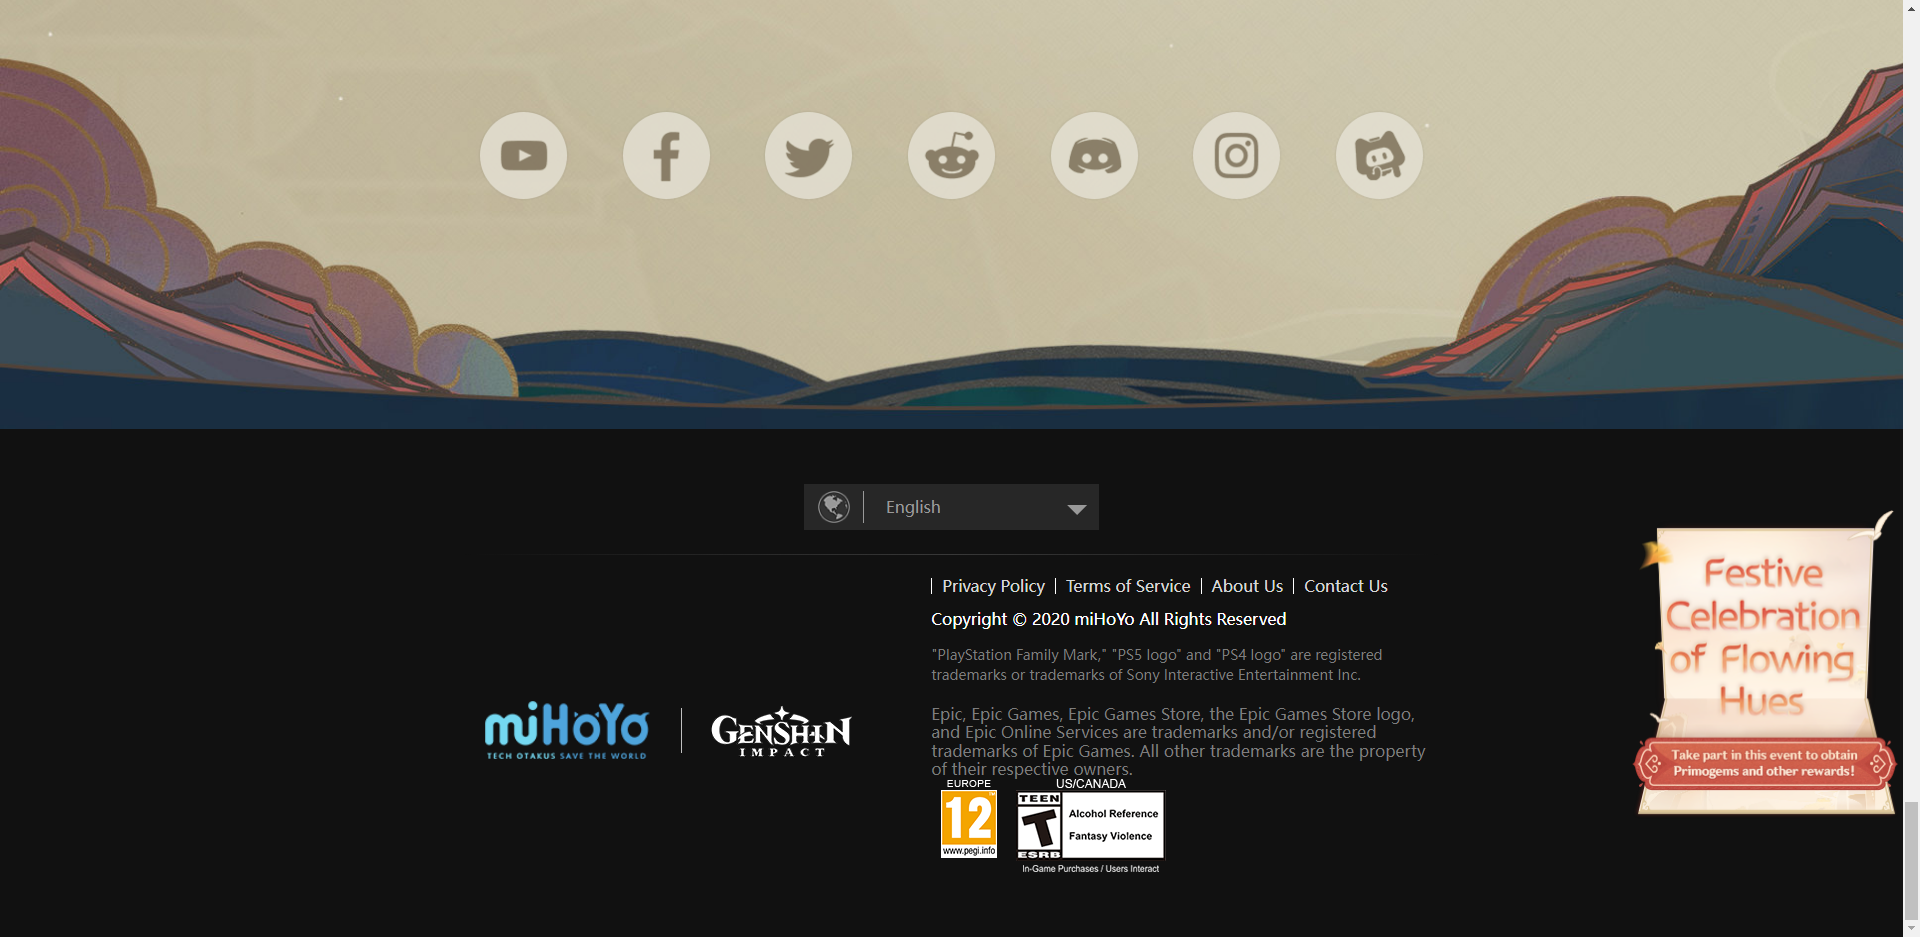 English
Privacy Policy | Terms of Service | About Us | Contact Us
Copyright © 2020 miHoYo All Rights Reserved
"PlayStation Family Mark," "PS5 logo" and "PS4 logo" are registered
trademarks or trademarks of Sony Interactive Entertainment Inc.
miHoYo
TECH OTAKUS SAVE THE WORLD
GENSHIN
IMPACT
Epic, Epic Games, Epic Games Store, the Epic Games Store logo,
and Epic Online Services are trademarks and/or registered
trademarks of Epic Games. All other trademarks are the property
of their respective owners.
EUROPE
12
www.pegi.info
US/CANADA
TEEN
T
ESRB
Alcohol Reference
Fantasy Violence
In-Game Purchases / Users Interact
Festive
Celebration
of Flowing
Hues
Take part in this event to obtain
Primogems and other rewards!